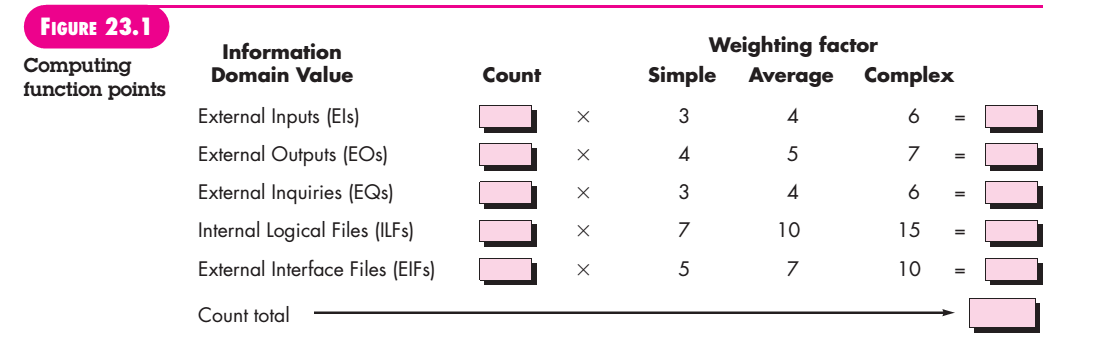 FIGURE 23.1
Computing
function points
Information
Domain Value
Count
Weighting factor
Simple Average Complex
External Inputs (EIs) × 3 4 6 =
External Outputs (EOs) × 4 5 7 =
External Inquiries (EQs) × 3 4 6 =
Internal Logical Files (ILFs) × 7 10 15 =
External Interface Files (EIFs) × 5 7 10 =
Count total